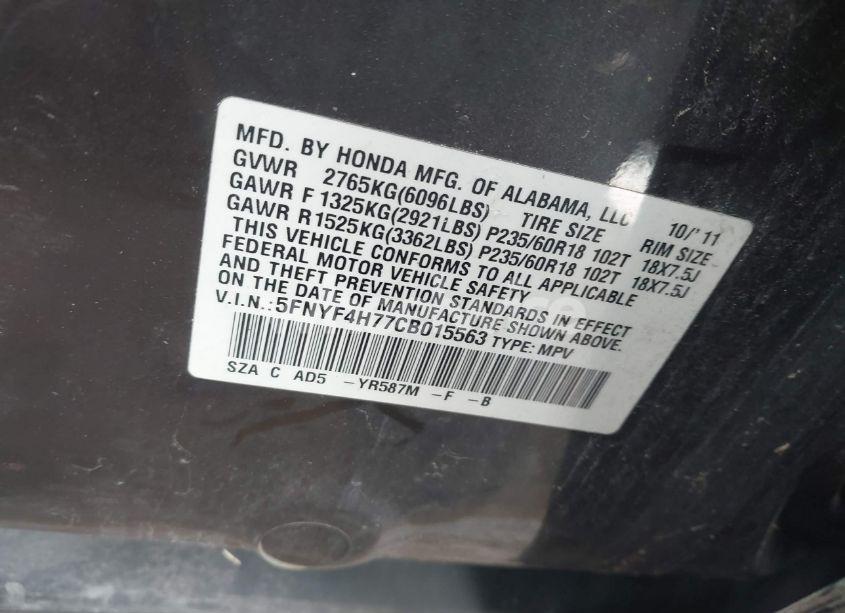 MFD. BY HONDA MFG. OF ALABAMA, LLC 10/'11
GVWR 2765KG(6096LBS) TIRE SIZE RIM SIZE
GAWR F 1325KG(2921LBS) P235/60R18 102T 18X7.5J
GAWR R 1525KG(3362LBS) P235/60R18 102T 18X7.5J
THIS VEHICLE CONFORMS TO ALL APPLICABLE
FEDERAL MOTOR VEHICLE SAFETY
AND THEFT PREVENTION STANDARDS IN EFFECT
ON THE DATE OF MANUFACTURE SHOWN ABOVE.
V.I.N.:5FNYF4H77CB015563 TYPE: MPV
SZA C AD5 -YR587M -F -B